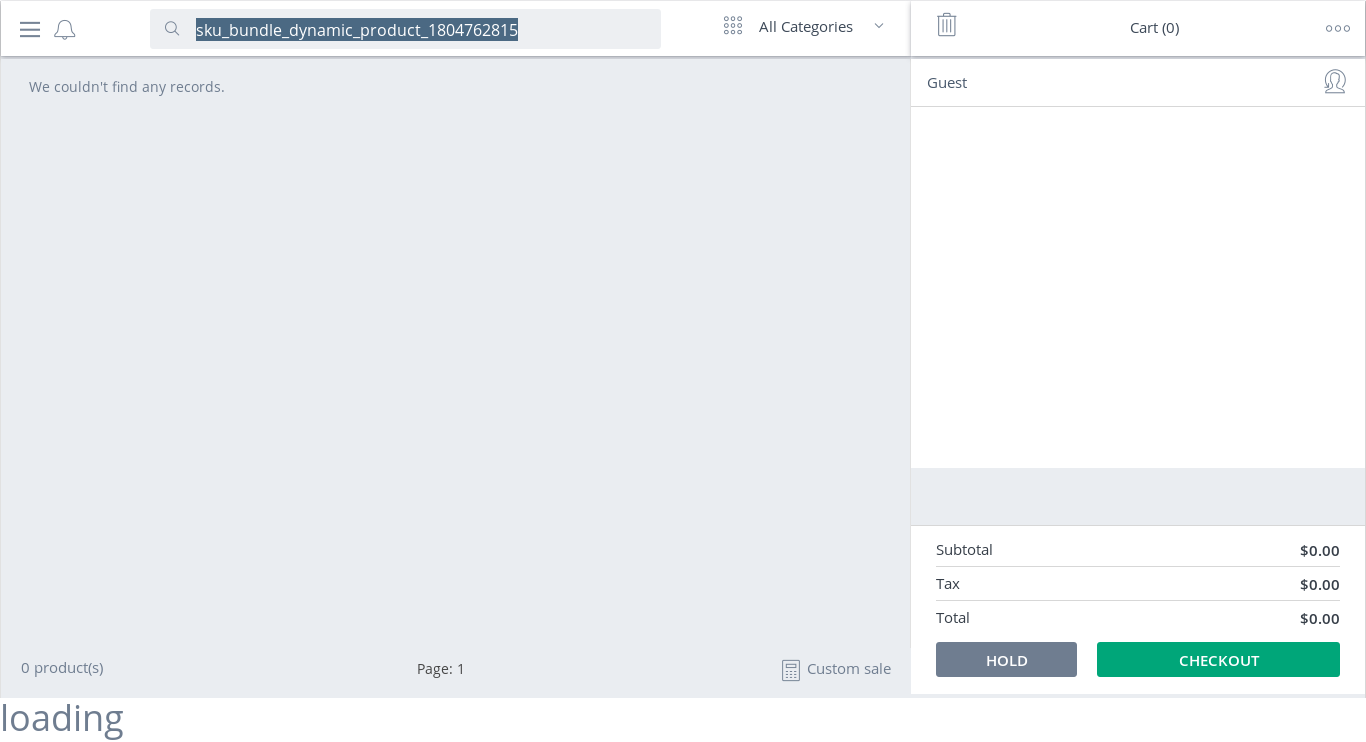 sku_bundle_dynamic_product_1804762815
All Categories
Cart (0)
We couldn't find any records.
Guest
Subtotal $0.00
Tax $0.00
Total $0.00
HOLD CHECKOUT
0 product(s)
Page: 1
Custom sale
loading